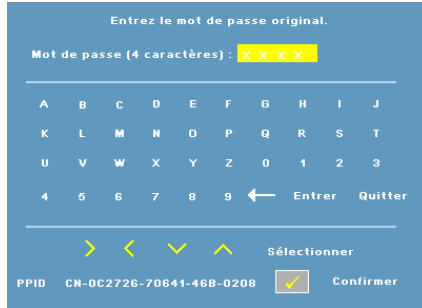 Entrez le mot de passe original.
Mot de passe (4 caractères) : X X X X
A B C D E F G H I J
K L M N O P Q R S T
U V W X Y Z 0 1 2 3
4 5 6 7 8 9 Entrer Quitter
Sélectionner
PPID CN-0C2726-70641-46B-0208 Confirmer